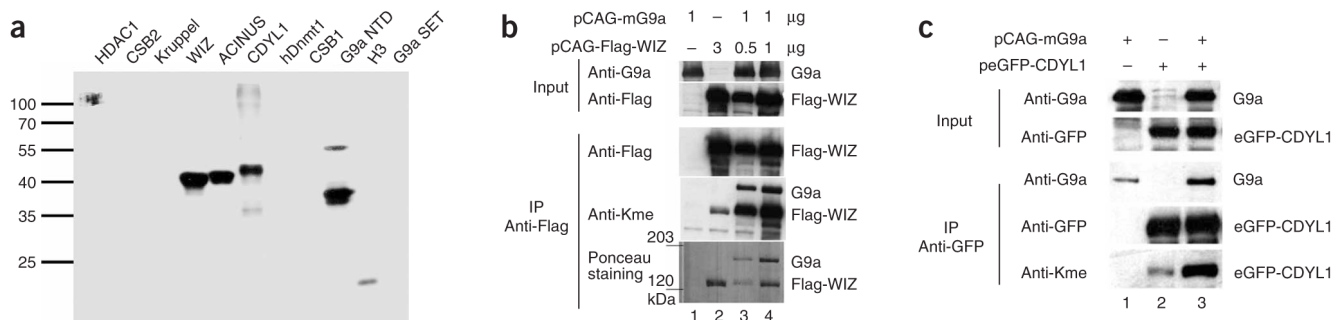 a
HDAC1 CSB2 Kruppel WIZ ACINUS CDYL1 hDnmt1 CSB1 G9a NTD H3 G9a SET
100
70
55
40
35
25
b
pCAG-mG9a 1 – 1 1 μg
pCAG-Flag-WIZ – 3 0.5 1 μg
Input
Anti-G9a G9a
Anti-Flag Flag-WIZ
IP
Anti-Flag
Anti-Flag Flag-WIZ
G9a
Anti-Kme Flag-WIZ
203
Ponceau
staining
G9a
120 Flag-WIZ
kDa
1 2 3 4
c
pCAG-mG9a + – +
peGFP-CDYL1 – + +
Input
Anti-G9a G9a
Anti-GFP eGFP-CDYL1
IP
Anti-GFP
Anti-G9a G9a
Anti-GFP eGFP-CDYL1
Anti-Kme eGFP-CDYL1
1 2 3